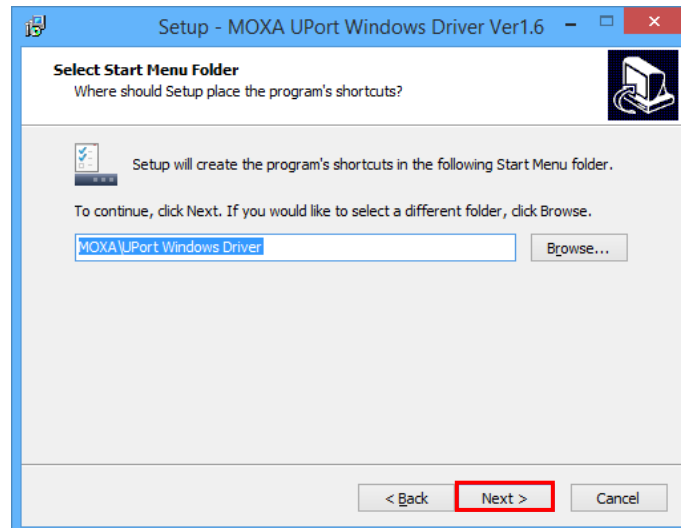 Setup - MOXA UPort Windows Driver Ver1.6
Select Start Menu Folder
Where should Setup place the program's shortcuts?
Setup will create the program's shortcuts in the following Start Menu folder.
To continue, click Next. If you would like to select a different folder, click Browse.
MOXA\UPort Windows Driver
Browse...
< Back
Next >
Cancel